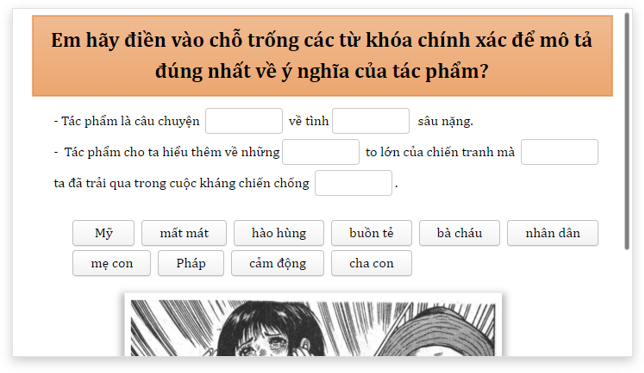 Em hãy điền vào chỗ trống các từ khóa chính xác để mô tả
đúng nhất về ý nghĩa của tác phẩm?
- Tác phẩm là câu chuyện về tình sâu nặng.
- Tác phẩm cho ta hiểu thêm về những to lớn của chiến tranh mà
ta đã trải qua trong cuộc kháng chiến chống .
Mỹ mất mát hào hùng buồn tẻ bà cháu nhân dân
mẹ con Pháp cảm động cha con